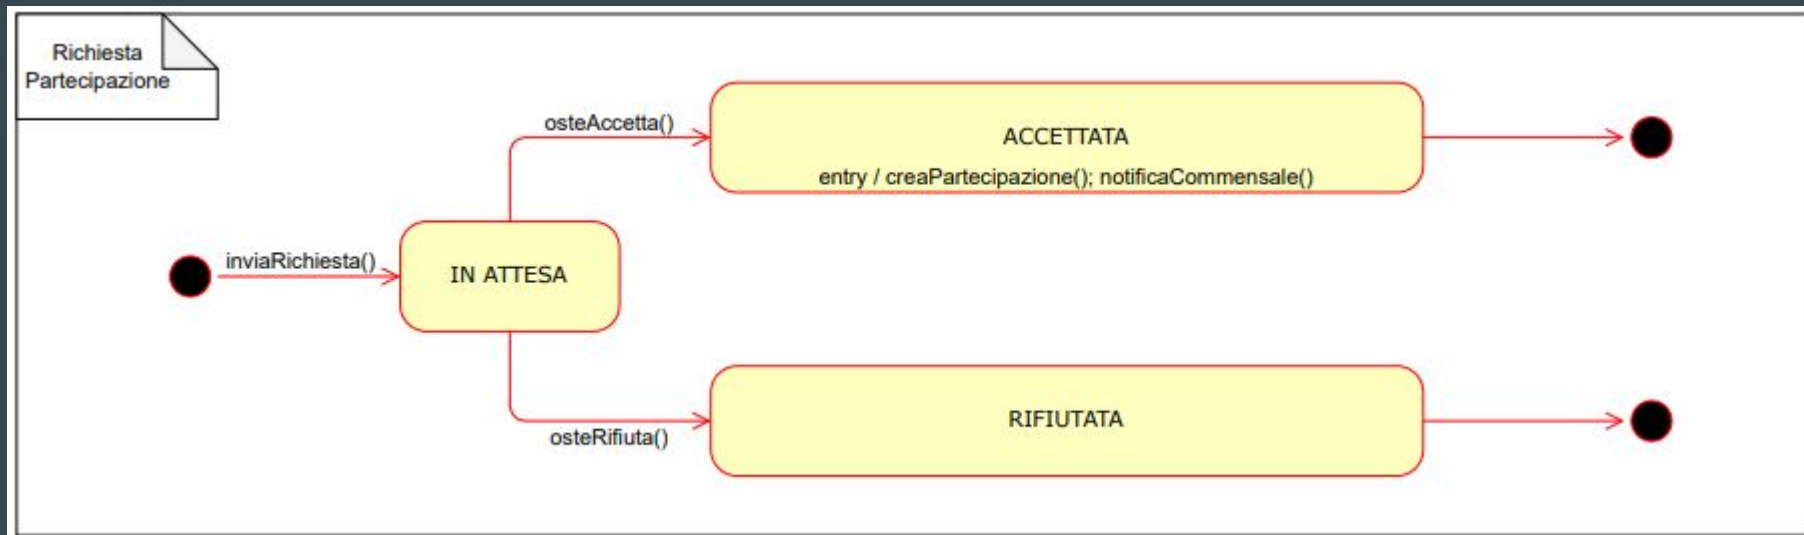 Richiesta
Partecipazione
osteAccetta()
ACCETTATA
entry / creaPartecipazione(); notificaCommensale()
inviaRichiesta()
IN ATTESA
osteRifiuta()
RIFIUTATA